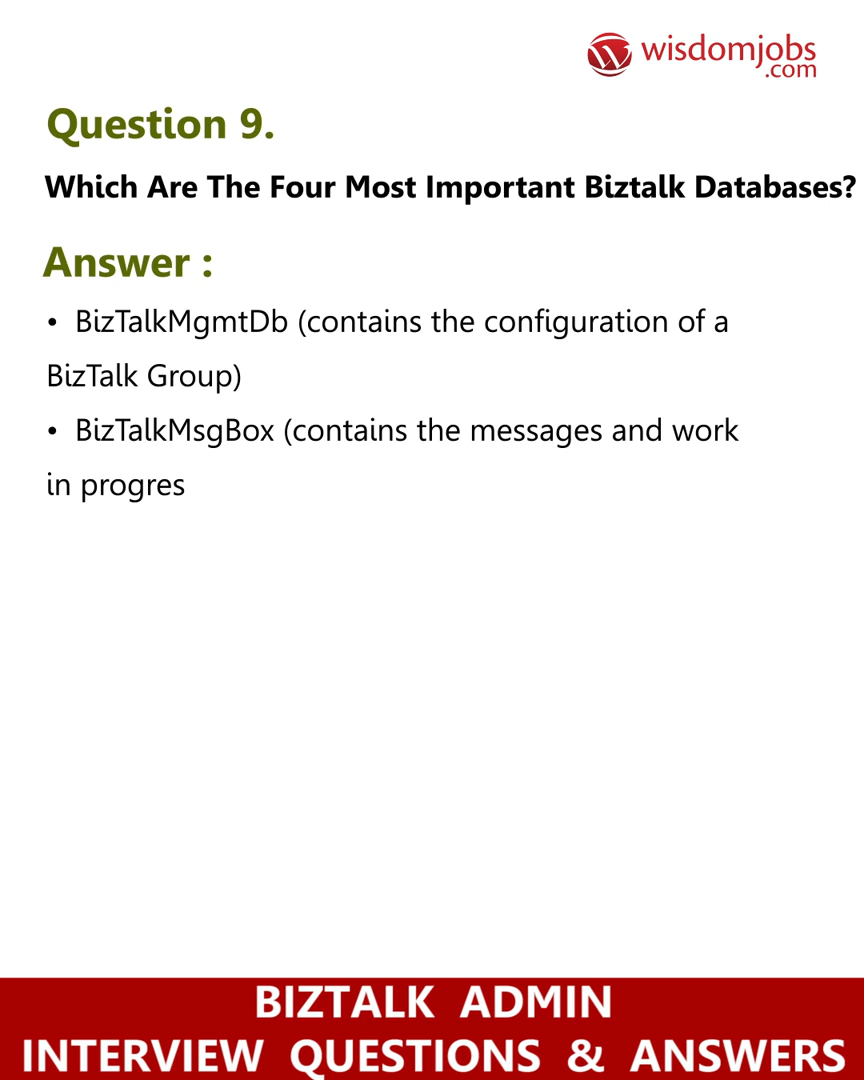 wisdomjobs
.com
Question 9.
Which Are The Four Most Important Biztalk Databases?
Answer :
• BizTalkMgmtDb (contains the configuration of a
BizTalk Group)
• BizTalkMsgBox (contains the messages and work
in progres
BIZTALK ADMIN
INTERVIEW QUESTIONS & ANSWERS